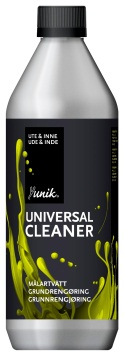 UTE & INNE
UDE & INDE
unik.
UNIVERSAL
CLEANER
MÅLARTVÄTT
GRUNDRENGØRING
GRUNNRENGJØRING